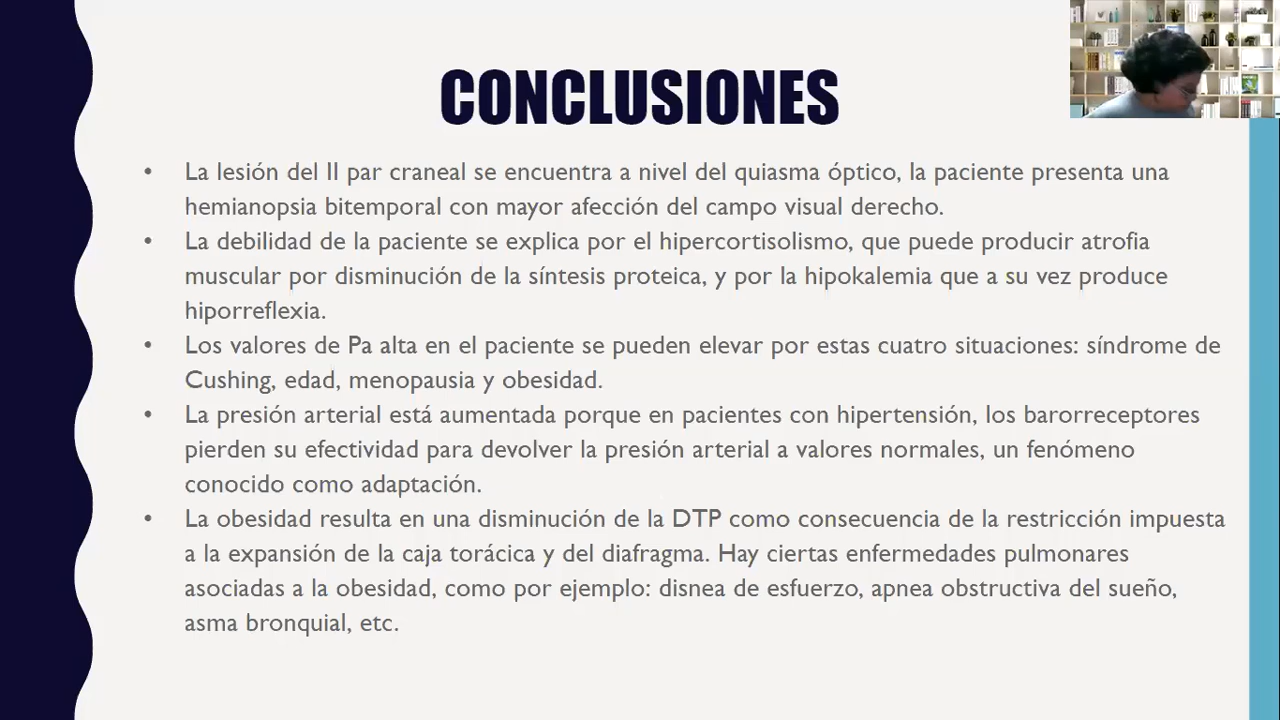 CONCLUSIONES
• La lesión del II par craneal se encuentra a nivel del quiasma óptico, la paciente presenta una
hemianopsia bitemporal con mayor afección del campo visual derecho.
• La debilidad de la paciente se explica por el hipercortisolismo, que puede producir atrofia
muscular por disminución de la síntesis proteica, y por la hipokalemia que a su vez produce
hiporreflexia.
• Los valores de Pa alta en el paciente se pueden elevar por estas cuatro situaciones: síndrome de
Cushing, edad, menopausia y obesidad.
• La presión arterial está aumentada porque en pacientes con hipertensión, los barorreceptores
pierden su efectividad para devolver la presión arterial a valores normales, un fenómeno
conocido como adaptación.
• La obesidad resulta en una disminución de la DTP como consecuencia de la restricción impuesta
a la expansión de la caja torácica y del diafragma. Hay ciertas enfermedades pulmonares
asociadas a la obesidad, como por ejemplo: disnea de esfuerzo, apnea obstructiva del sueño,
asma bronquial, etc.